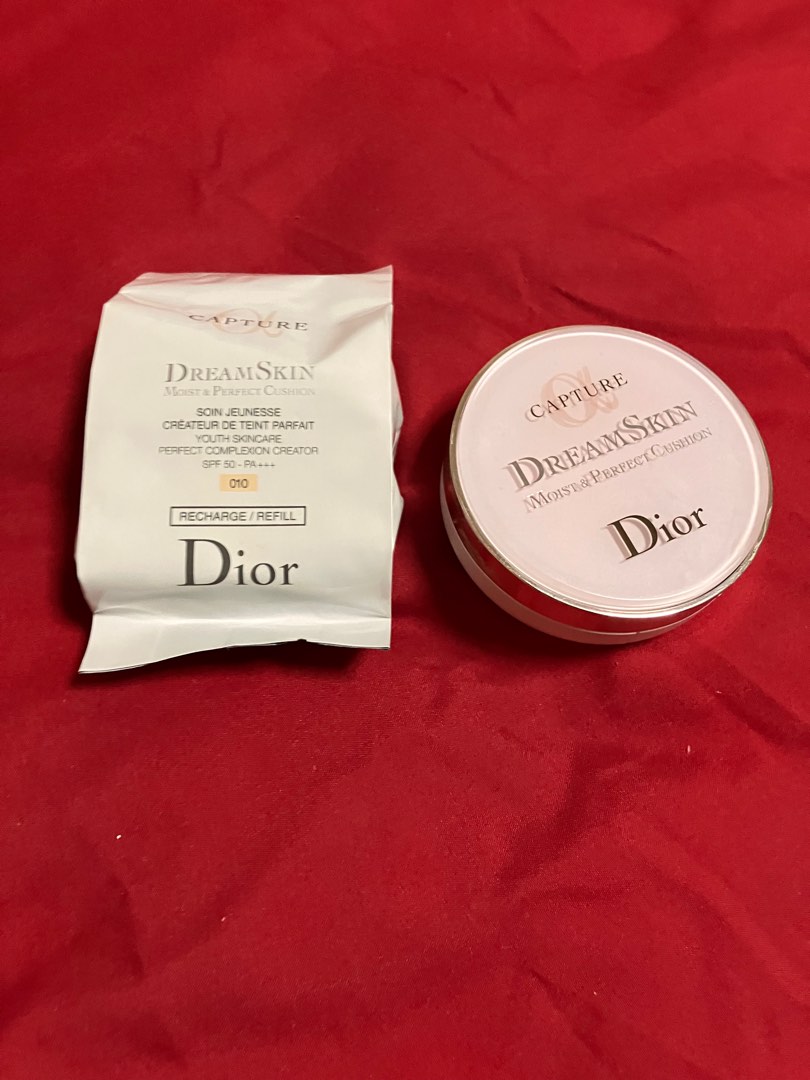 CAPTURE
DREAMSKIN
MOIST & PERFECT CUSHION
SOIN JEUNESSE
CRÉATEUR DE TEINT PARFAIT
YOUTH SKINCARE
PERFECT COMPLEXION CREATOR
SPF 50 - PA+++
010
RECHARGE / REFILL
Dior
CAPTURE
DREAMSKIN
MOIST & PERFECT CUSHION
Dior